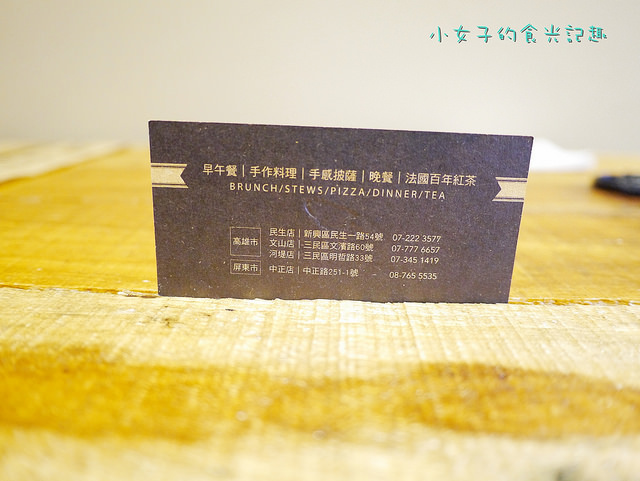 小女子的食光記趣
早午餐｜手作料理｜手感披薩｜晚餐｜法國百年紅茶
BRUNCH/STEWS/PIZZA/DINNER/TEA
高雄市
民生店｜新興區民生一路54號 07-222 3577
文山店｜三民區文濱路60號 07-777 6657
河堤店｜三民區明哲路33號 07-345 1419
屏東市 中正店｜中正路251-1號 - 08-765 5535